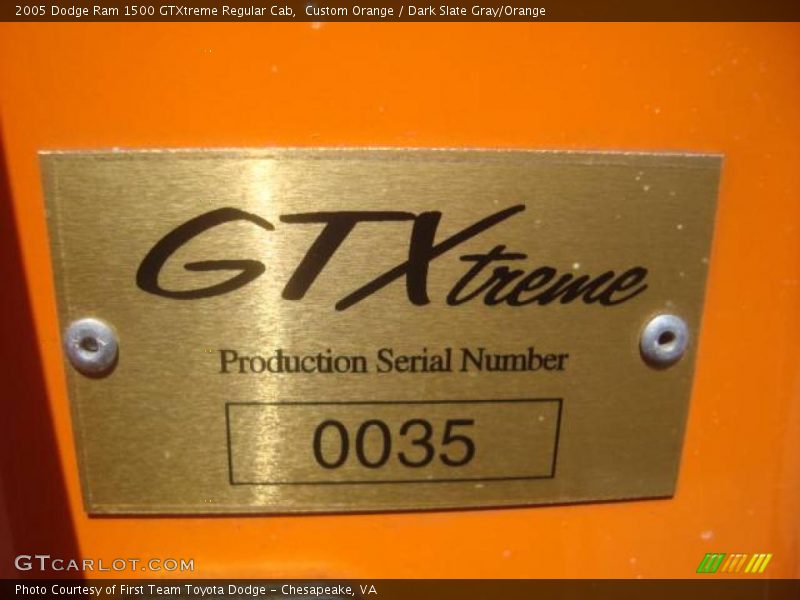 2005 Dodge Ram 1500 GTXtreme Regular Cab,  Custom Orange / Dark Slate Gray/Orange
GTXtreme
Production Serial Number
0035
GTCARLOT.COM
Photo Courtesy of First Team Toyota Dodge - Chesapeake, VA